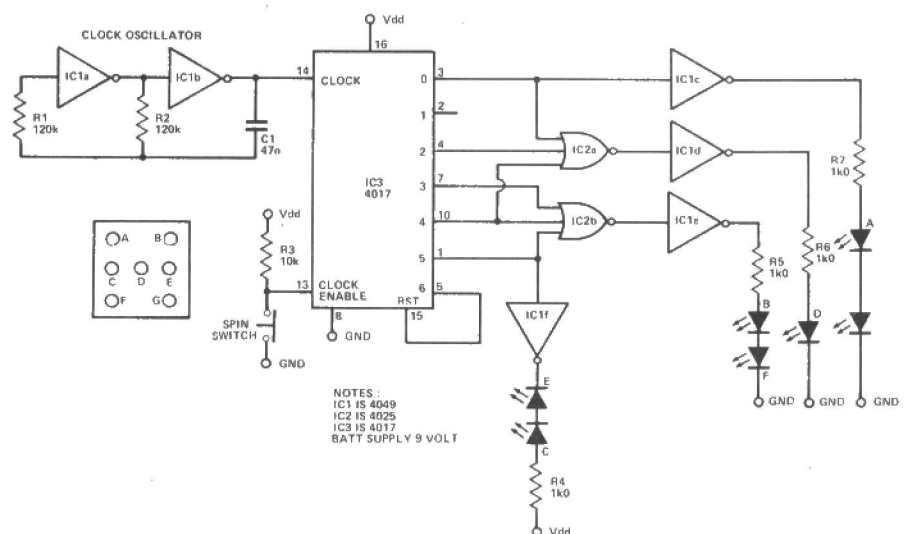 Vdd
CLOCK OSCILLATOR
16
IC1a
IC1b
14
CLOCK
0
3
IC1c
R1
120k
R2
120k
C1
47n
1
2
2
4
IC2a
IC1d
R7
1k0
IC3
4017
3
7
Vdd
4
10
IC2b
IC1e
A
A
B
R3
10k
5
1
R5
1k0
R6
1k0
C
D
E
13
CLOCK
ENABLE
6
5
F
G
RST
8
15
IC1f
B
D
SPIN
SWITCH
GND
GND
F
E
NOTES :
IC1 IS 4049
IC2 IS 4025
IC3 IS 4017
BATT SUPPLY 9 VOLT
GND
GND
GND
C
R4
1k0
Vdd